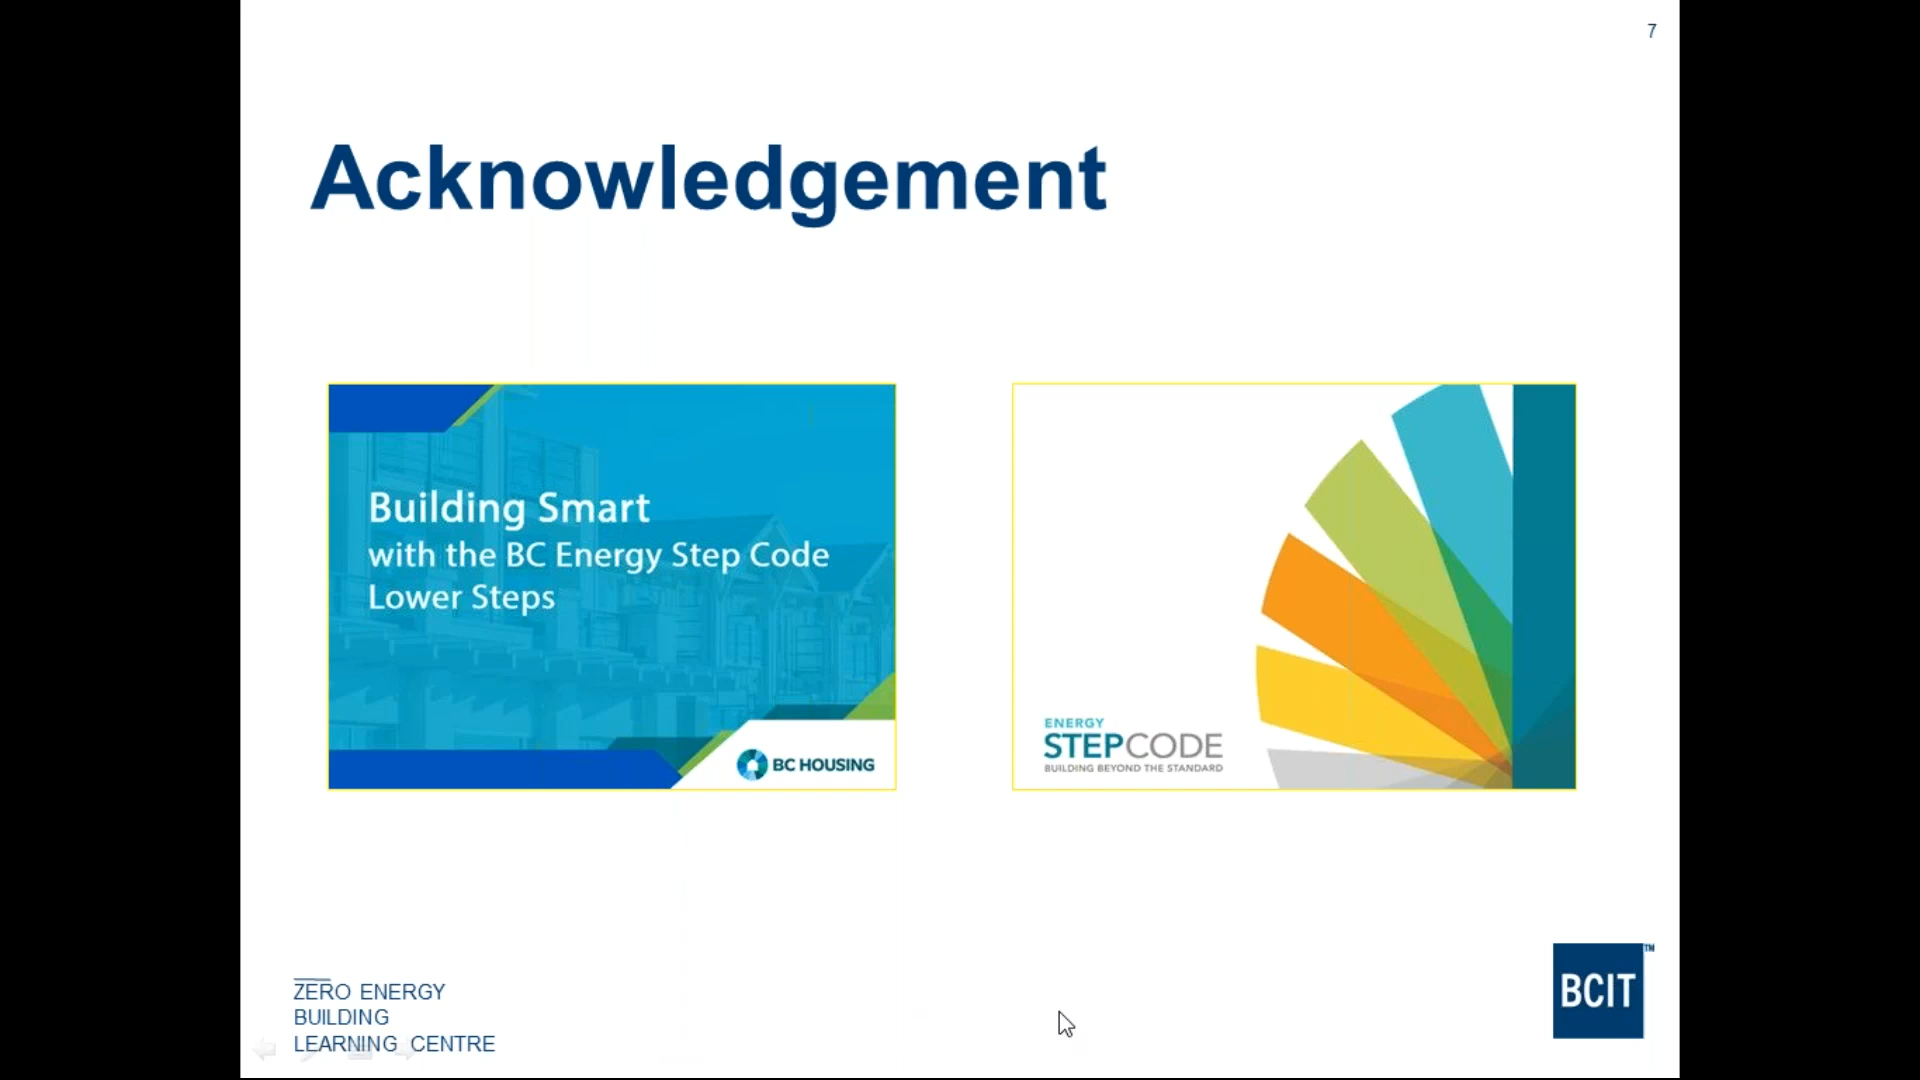 7
Acknowledgement
Building Smart
with the BC Energy Step Code
Lower Steps
BC HOUSING
ENERGY
STEPCODE
BUILDING BEYOND THE STANDARD
ZERO ENERGY
BUILDING
LEARNING CENTRE
BCIT™